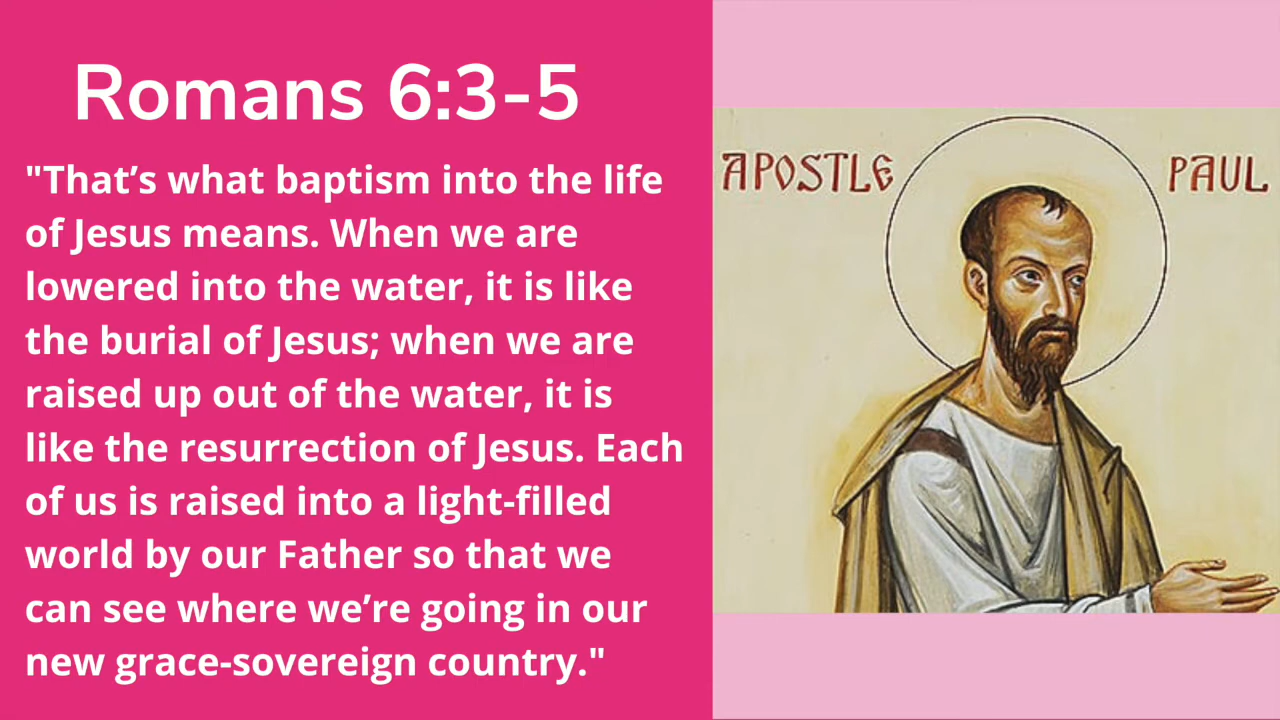 Romans 6:3-5
"That’s what baptism into the life
of Jesus means. When we are
lowered into the water, it is like
the burial of Jesus; when we are
raised up out of the water, it is
like the resurrection of Jesus. Each
of us is raised into a light-filled
world by our Father so that we
can see where we’re going in our
new grace-sovereign country."
APOSTLE PAUL